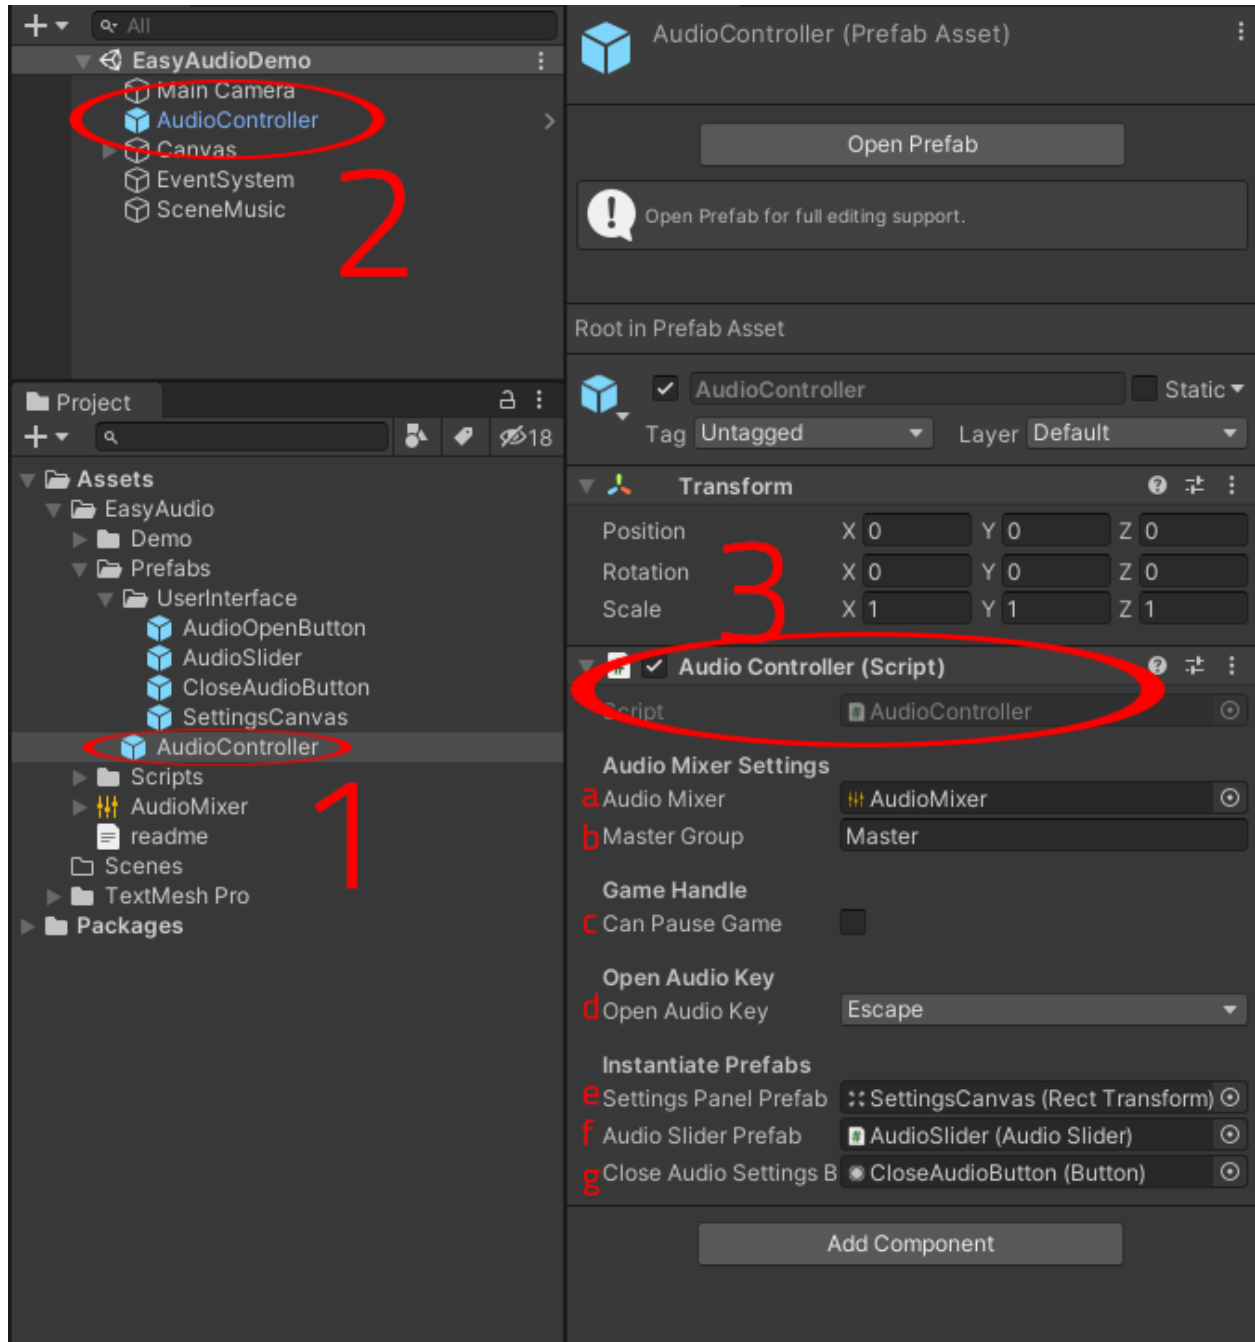 All
EasyAudioDemo
Main Camera
AudioController
Canvas
EventSystem
SceneMusic
2
Project
18
Assets
EasyAudio
Demo
Prefabs
UserInterface
AudioOpenButton
AudioSlider
CloseAudioButton
SettingsCanvas
AudioController
Scripts
AudioMixer
readme
Scenes
TextMesh Pro
Packages
1
AudioController (Prefab Asset)
Open Prefab
Open Prefab for full editing support.
Root in Prefab Asset
AudioController Static
Tag Untagged Layer Default
Transform
Position X 0 Y 0 Z 0
Rotation X 0 Y 0 Z 0
Scale X 1 Y 1 Z 1
3
# Audio Controller (Script)
Script # AudioController
Audio Mixer Settings
a Audio Mixer AudioMixer
b Master Group Master
Game Handle
c Can Pause Game
Open Audio Key
d Open Audio Key Escape
Instantiate Prefabs
e Settings Panel Prefab SettingsCanvas (Rect Transform)
f Audio Slider Prefab # AudioSlider (Audio Slider)
g Close Audio Settings B CloseAudioButton (Button)
Add Component